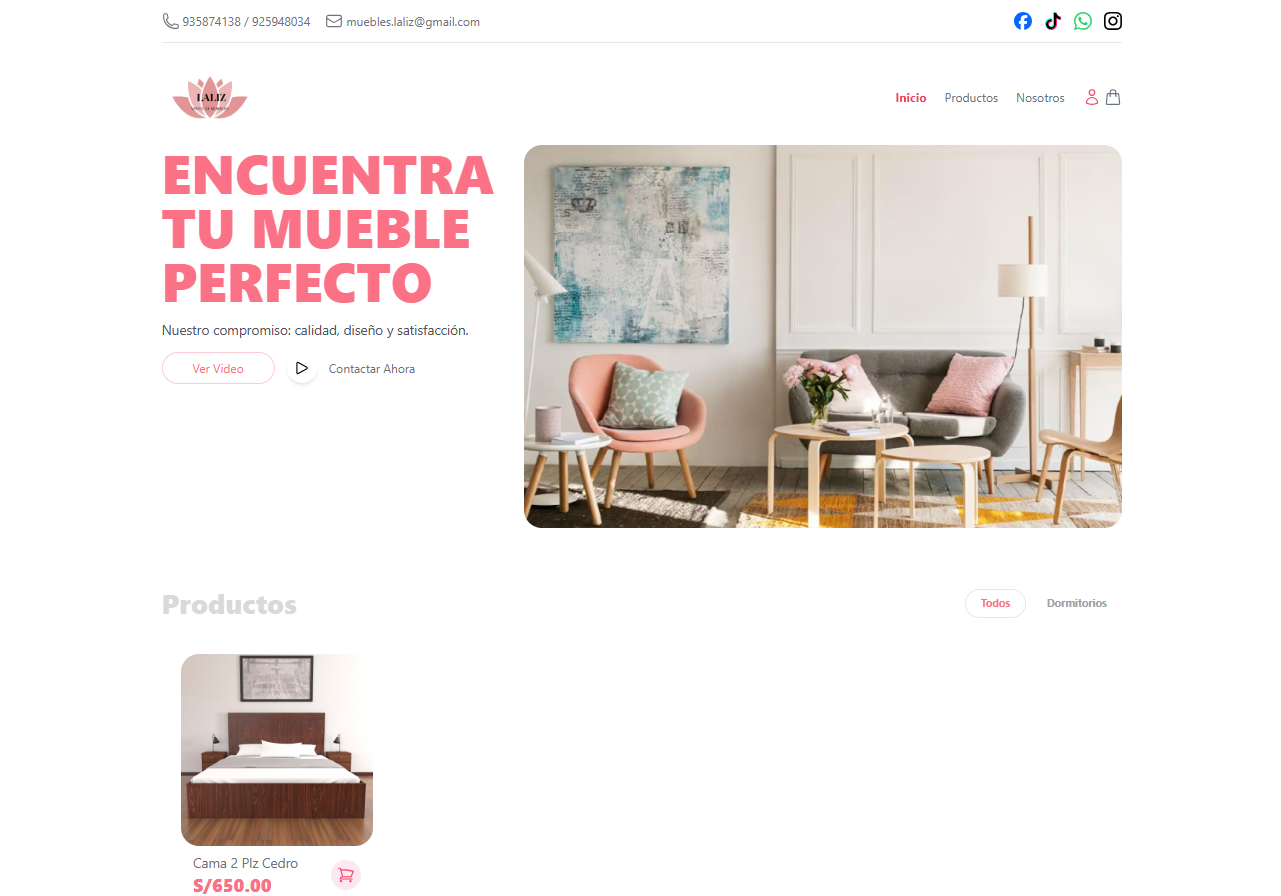 935874138 / 925948034 muebles.laliz@gmail.com
LALIZ
Inicio Productos Nosotros
ENCUENTRA
TU MUEBLE
PERFECTO
Nuestro compromiso: calidad, diseño y satisfacción.
Ver Video Contactar Ahora
Productos
Todos Dormitorios
Cama 2 Plz Cedro
S/650.00